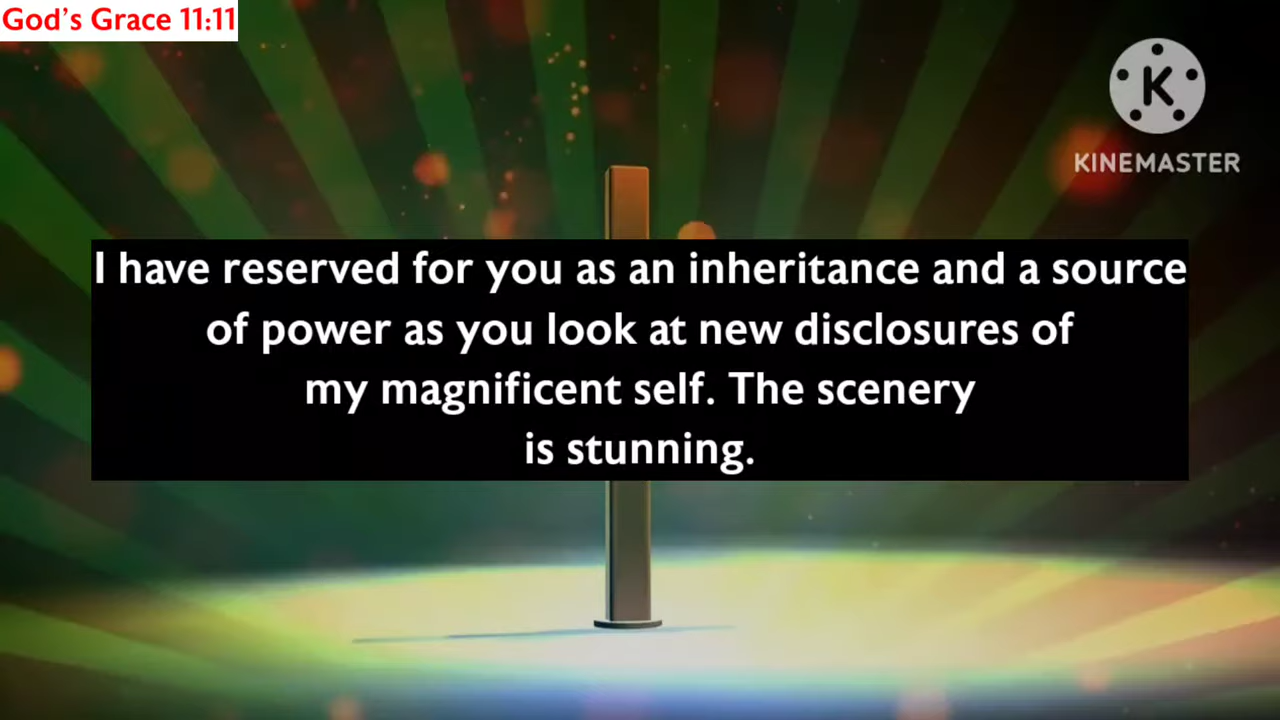 God's Grace 11:11
K
KINEMASTER
I have reserved for you as an inheritance and a source
of power as you look at new disclosures of
my magnificent self. The scenery
is stunning.